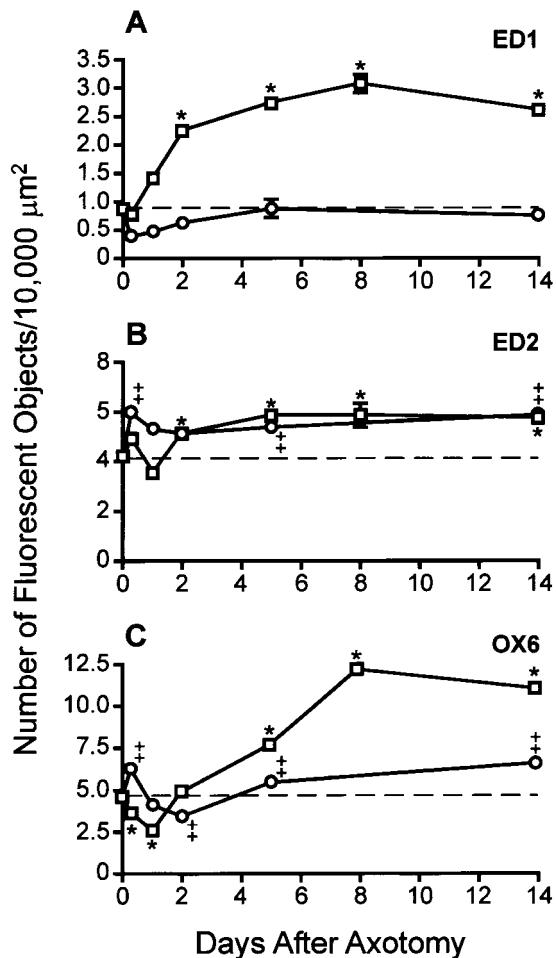 Number of Fluorescent Objects/10,000 µm²
A
ED1
3.5
3.0
2.5
2.0
1.5
1.0
0.5
0
* * * *
0 2 4 6 8 10 12 14
B
ED2
8
5
4
2
0
‡ * * ‡ * ‡ *
0 2 4 6 8 10 12 14
C
OX6
12.5
10.0
7.5
5.0
2.5
0
‡ * * ‡ * ‡ * * ‡
0 2 4 6 8 10 12 14
Days After Axotomy